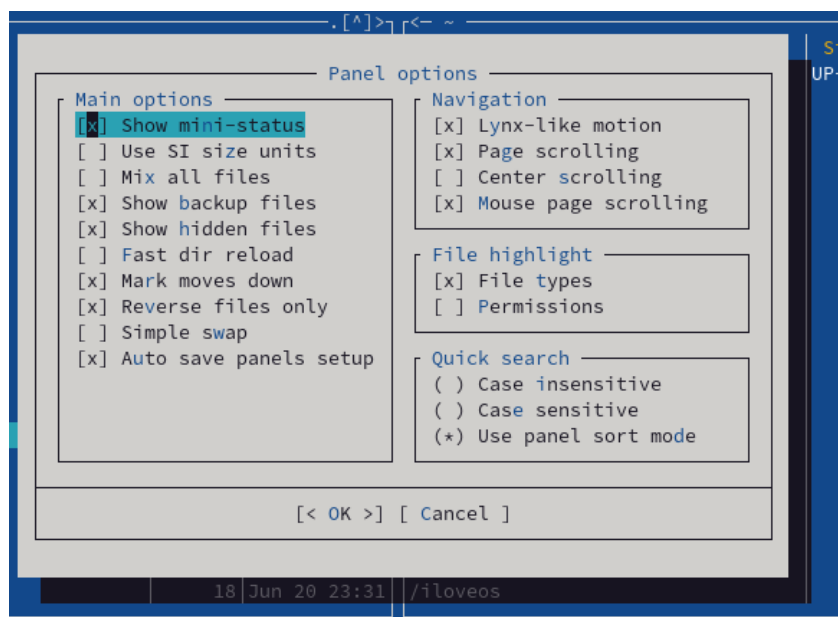 .[^]>
<─ ~
S
UP-
Panel options
Main options
[x] Show mini-status
[ ] Use SI size units
[ ] Mix all files
[x] Show backup files
[x] Show hidden files
[ ] Fast dir reload
[x] Mark moves down
[x] Reverse files only
[ ] Simple swap
[x] Auto save panels setup
Navigation
[x] Lynx-like motion
[x] Page scrolling
[ ] Center scrolling
[x] Mouse page scrolling
File highlight
[x] File types
[ ] Permissions
Quick search
( ) Case insensitive
( ) Case sensitive
(*) Use panel sort mode
[< OK >] [ Cancel ]
18│Jun 20 23:31 /iloveos